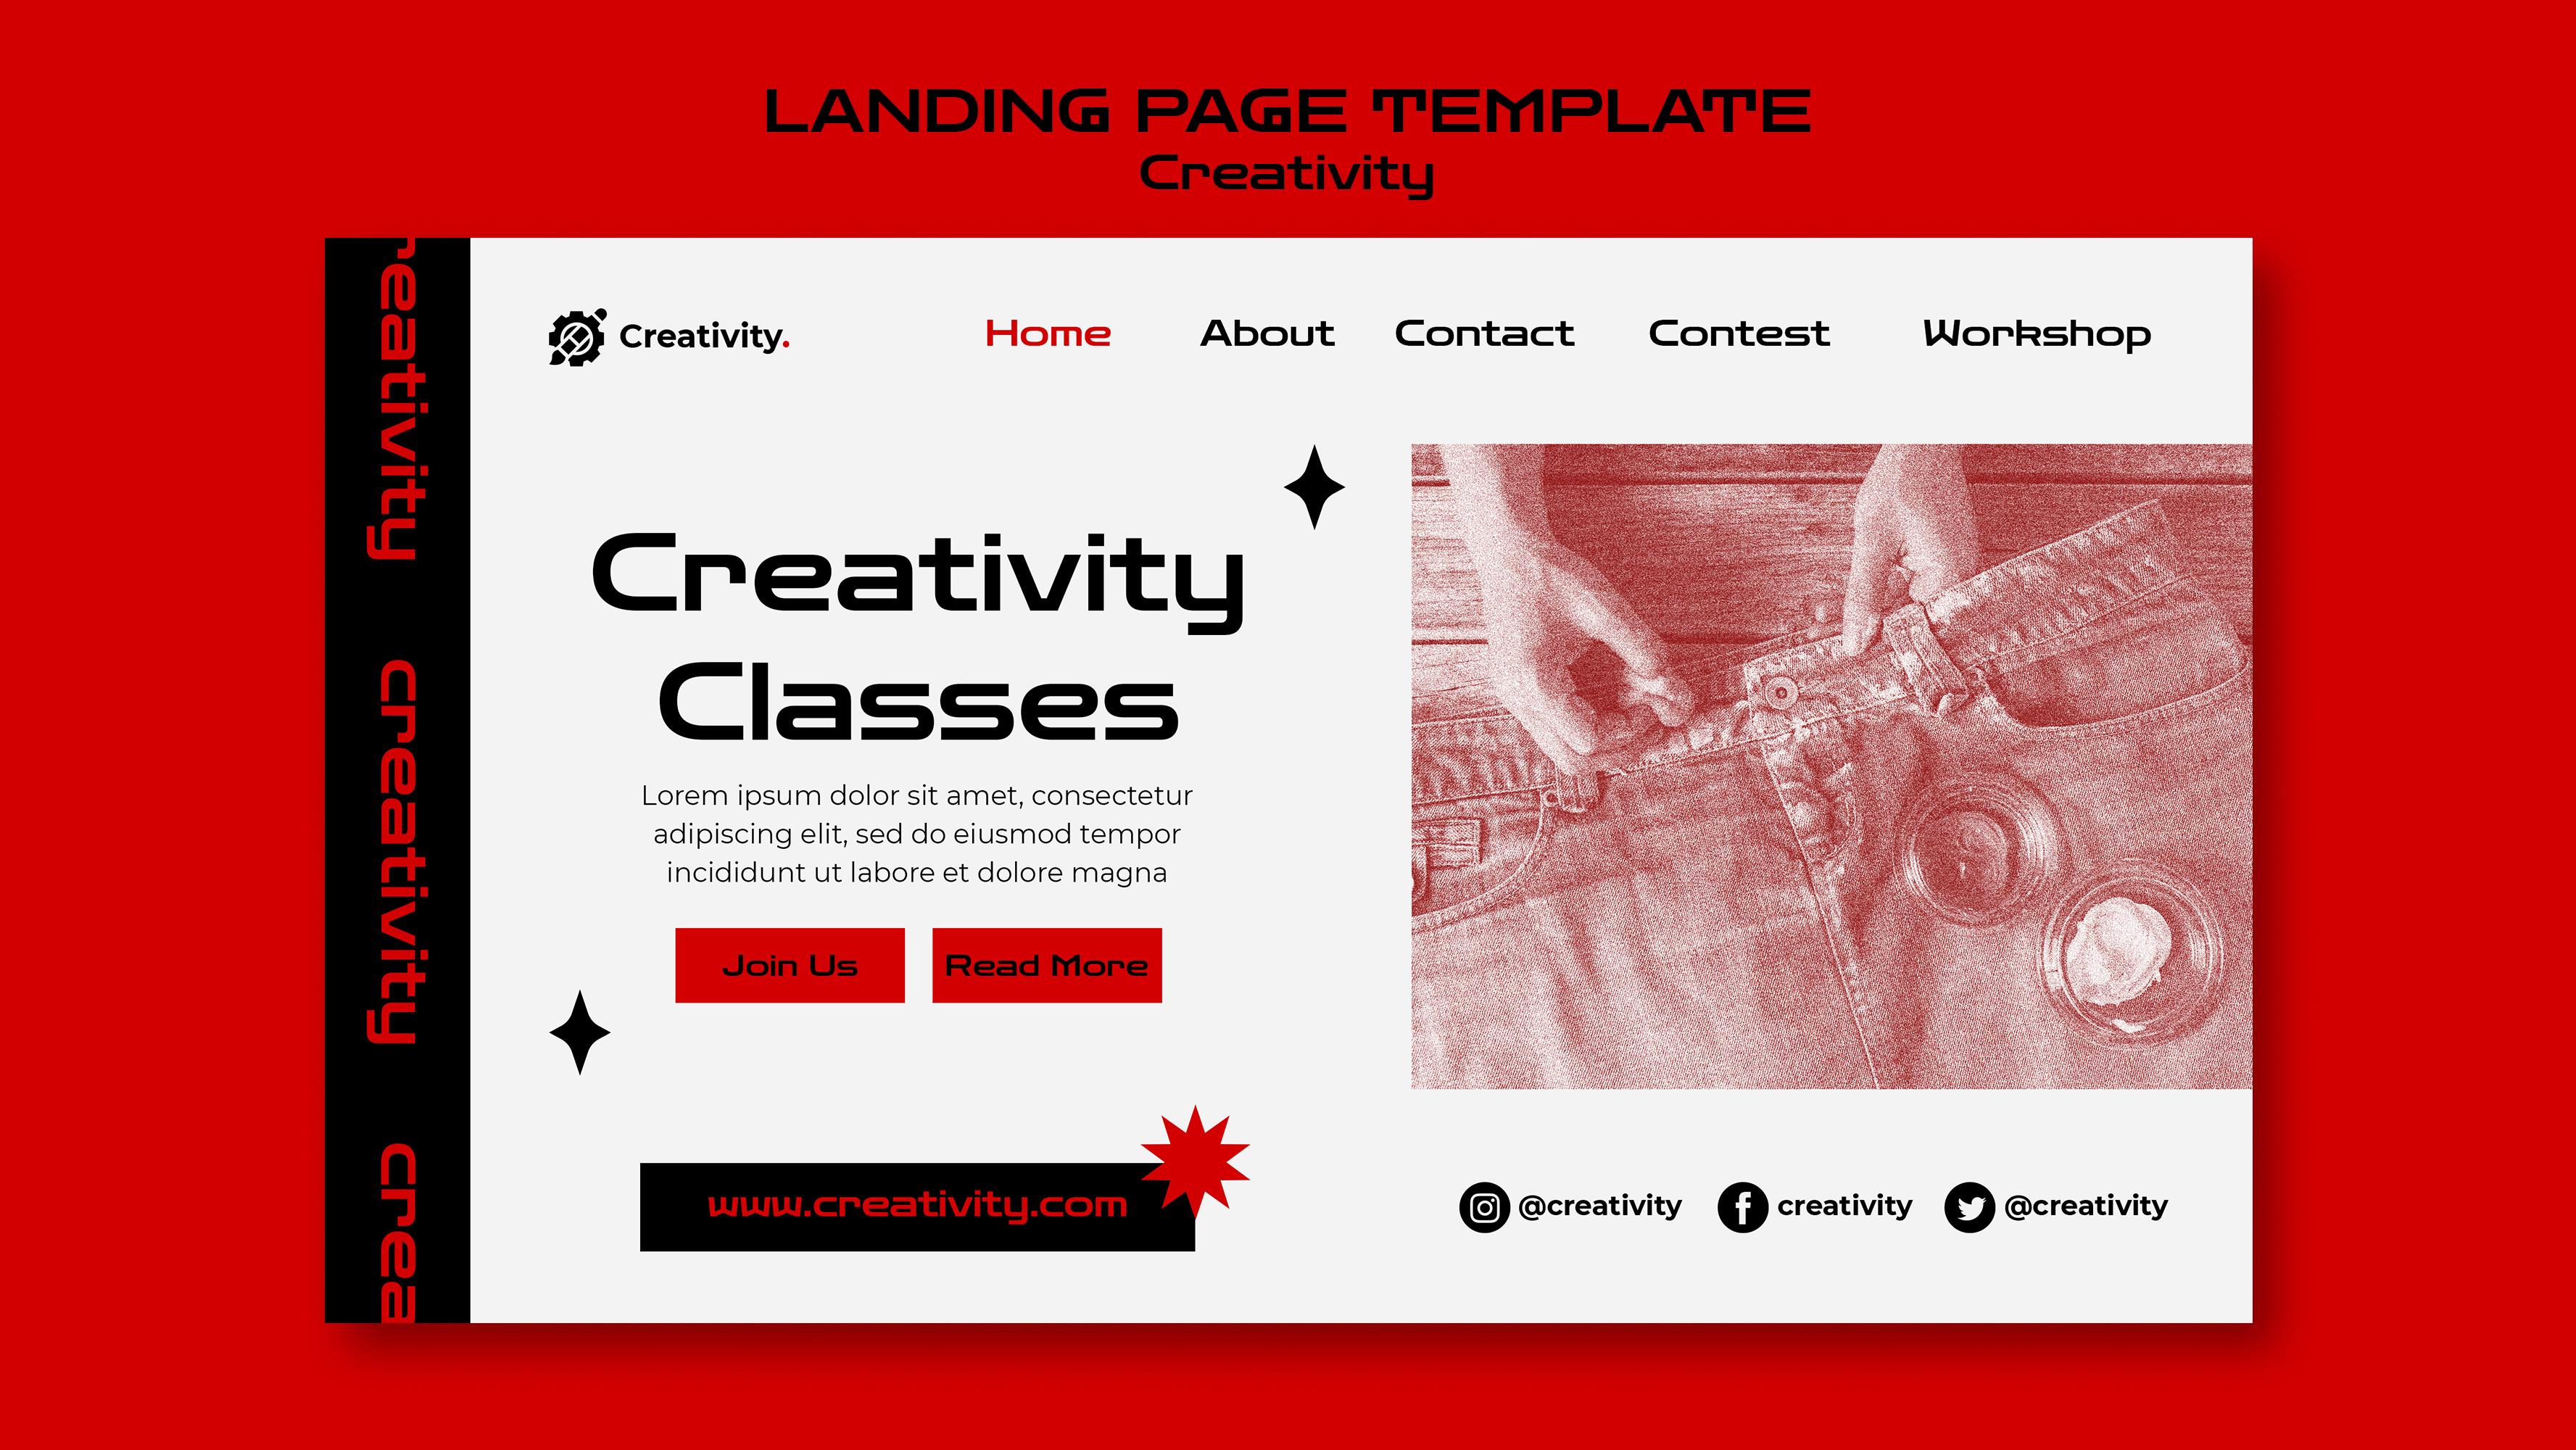 LANDING PAGE TEMPLATE
Creativity
reativity
creativity
crea
Creativity.
Home About Contact Contest Workshop
Creativity
Classes
Lorem ipsum dolor sit amet, consectetur
adipiscing elit, sed do eiusmod tempor
incididunt ut labore et dolore magna
Join Us Read More
www.creativity.com
@creativity creativity @creativity